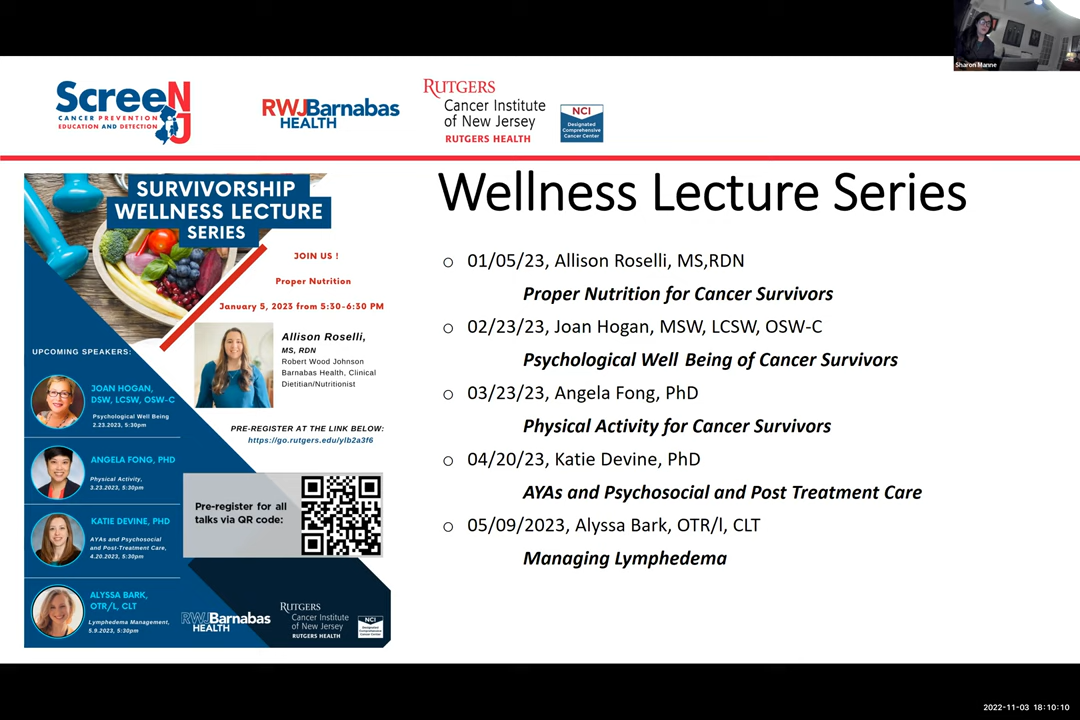 Sharon Manne
ScreeNJ
CANCER PREVENTION
EDUCATION AND DETECTION
RWJBarnabas
HEALTH
RUTGERS
Cancer Institute
of New Jersey
RUTGERS HEALTH
NCI
Designated
Comprehensive
Cancer Center
SURVIVORSHIP
WELLNESS LECTURE
SERIES
JOIN US !
Proper Nutrition
January 5, 2023 from 5:30-6:30 PM
Allison Roselli,
MS, RDN
Robert Wood Johnson
Barnabas Health, Clinical
Dietitian/Nutritionist
UPCOMING SPEAKERS:
JOAN HOGAN,
DSW, LCSW, OSW-C
Psychological Well Being
2.23.2023, 5:30pm
ANGELA FONG, PHD
Physical Activity,
3.23.2023, 5:30pm
KATIE DEVINE, PHD
AYAs and Psychosocial
and Post-Treatment Care,
4.20.2023, 5:30pm
ALYSSA BARK,
OTR/L, CLT
Lymphedema Management,
5.9.2023, 5:30pm
PRE-REGISTER AT THE LINK BELOW:
https://go.rutgers.edu/ylb2a3f6
Pre-register for all
talks via QR code:
RWJBarnabas
HEALTH
RUTGERS
Cancer Institute
of New Jersey
RUTGERS HEALTH
NCI
Designated
Comprehensive
Cancer Center
Wellness Lecture Series
o 01/05/23, Allison Roselli, MS,RDN
Proper Nutrition for Cancer Survivors
o 02/23/23, Joan Hogan, MSW, LCSW, OSW-C
Psychological Well Being of Cancer Survivors
o 03/23/23, Angela Fong, PhD
Physical Activity for Cancer Survivors
o 04/20/23, Katie Devine, PhD
AYAs and Psychosocial and Post Treatment Care
o 05/09/2023, Alyssa Bark, OTR/l, CLT
Managing Lymphedema
2022-11-03 18:10:10